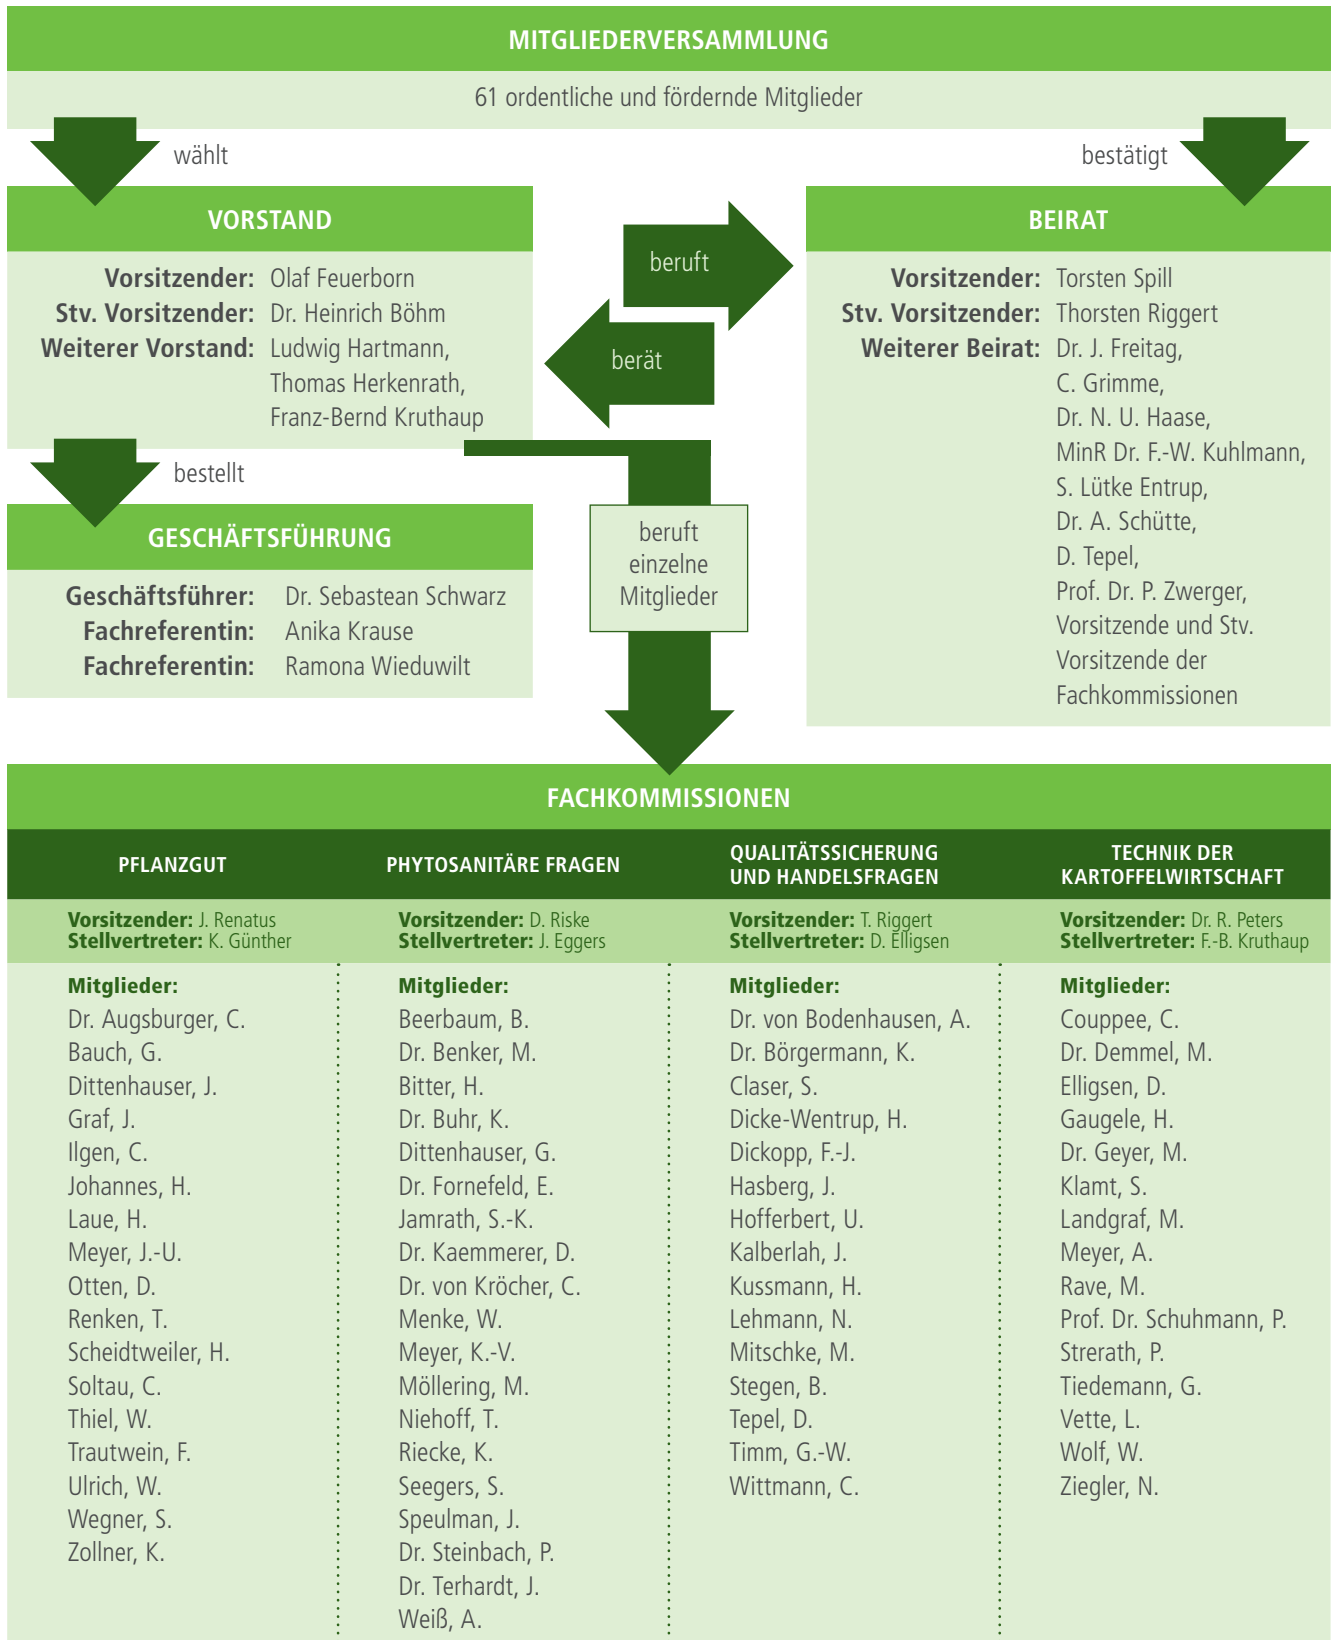 MITGLIEDERVERSAMMLUNG
61 ordentliche und fördernde Mitglieder
wählt
bestätigt
VORSTAND
Vorsitzender: Olaf Feuerborn
Stv. Vorsitzender: Dr. Heinrich Böhm
Weiterer Vorstand: Ludwig Hartmann,
Thomas Herkenrath,
Franz-Bernd Kruthaup
beruft
berät
BEIRAT
Vorsitzender: Torsten Spill
Stv. Vorsitzender: Thorsten Riggert
Weiterer Beirat: Dr. J. Freitag,
C. Grimme,
Dr. N. U. Haase,
MinR Dr. F.-W. Kuhlmann,
S. Lütke Entrup,
Dr. A. Schütte,
D. Tepel,
Prof. Dr. P. Zwerger,
Vorsitzende und Stv.
Vorsitzende der
Fachkommissionen
bestellt
GESCHÄFTSFÜHRUNG
Geschäftsführer: Dr. Sebastean Schwarz
Fachreferentin: Anika Krause
Fachreferentin: Ramona Wieduwilt
beruft
einzelne
Mitglieder
FACHKOMMISSIONEN
PFLANZGUT
Vorsitzender: J. Renatus
Stellvertreter: K. Günther
Mitglieder:
Dr. Augsburger, C.
Bauch, G.
Dittenhauser, J.
Graf, J.
Ilgen, C.
Johannes, H.
Laue, H.
Meyer, J.-U.
Otten, D.
Renken, T.
Scheidtweiler, H.
Soltau, C.
Thiel, W.
Trautwein, F.
Ulrich, W.
Wegner, S.
Zollner, K.
PHYTOSANITÄRE FRAGEN
Vorsitzender: D. Riske
Stellvertreter: J. Eggers
Mitglieder:
Beerbaum, B.
Dr. Benker, M.
Bitter, H.
Dr. Buhr, K.
Dittenhauser, G.
Dr. Fornefeld, E.
Jamrath, S.-K.
Dr. Kaemmerer, D.
Dr. von Kröcher, C.
Menke, W.
Meyer, K.-V.
Möllering, M.
Niehoff, T.
Riecke, K.
Seegers, S.
Speulman, J.
Dr. Steinbach, P.
Dr. Terhardt, J.
Weiß, A.
QUALITÄTSSICHERUNG
UND HANDELSFRAGEN
Vorsitzender: T. Riggert
Stellvertreter: D. Elligsen
Mitglieder:
Dr. von Bodenhausen, A.
Dr. Börgermann, K.
Claser, S.
Dicke-Wentrup, H.
Dickopp, F.-J.
Hasberg, J.
Hofferbert, U.
Kalberlah, J.
Kussmann, H.
Lehmann, N.
Mitschke, M.
Stegen, B.
Tepel, D.
Timm, G.-W.
Wittmann, C.
TECHNIK DER
KARTOFFELWIRTSCHAFT
Vorsitzender: Dr. R. Peters
Stellvertreter: F.-B. Kruthaup
Mitglieder:
Couppee, C.
Dr. Demmel, M.
Elligsen, D.
Gaugele, H.
Dr. Geyer, M.
Klamt, S.
Landgraf, M.
Meyer, A.
Rave, M.
Prof. Dr. Schuhmann, P.
Strerath, P.
Tiedemann, G.
Vette, L.
Wolf, W.
Ziegler, N.